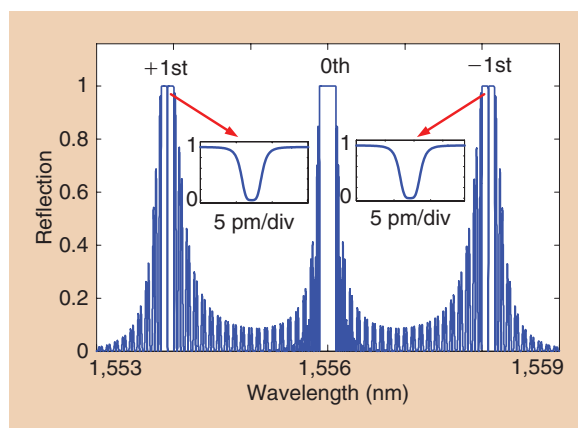 +1st 0th −1st
1
0.8
0.6
0.4
0.2
0
Reflection
1
0
5 pm/div
1
0
5 pm/div
1,553 1,556 1,559
Wavelength (nm)